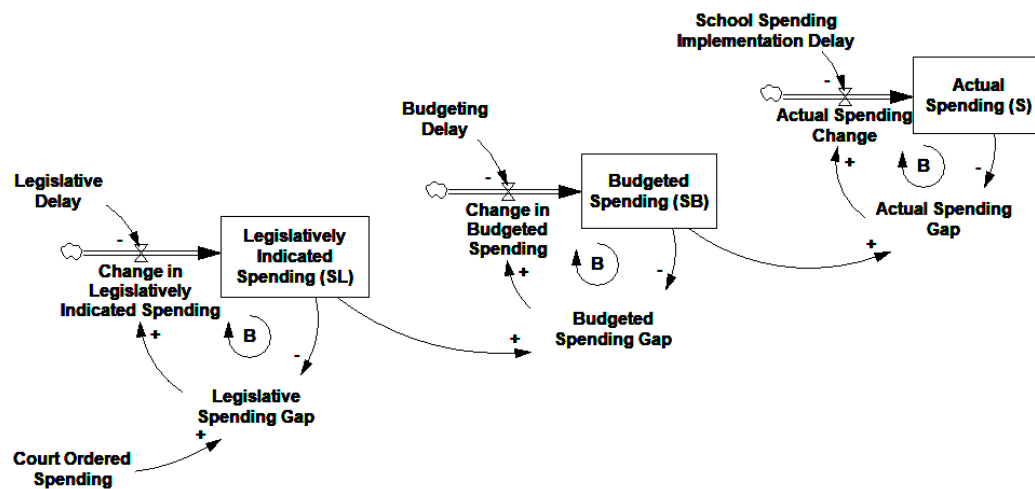 School Spending
Implementation Delay
-
Actual
Spending (S)
Actual Spending
Change
B
-
+
Actual Spending
Gap
+
Budgeting
Delay
-
Budgeted
Spending (SB)
Change in
Budgeted
Spending
B
-
+
Budgeted
Spending Gap
+
Legislative
Delay
-
Legislatively
Indicated
Spending (SL)
Change in
Legislatively
Indicated Spending
B
+
-
Legislative
Spending Gap
+
Court Ordered
Spending